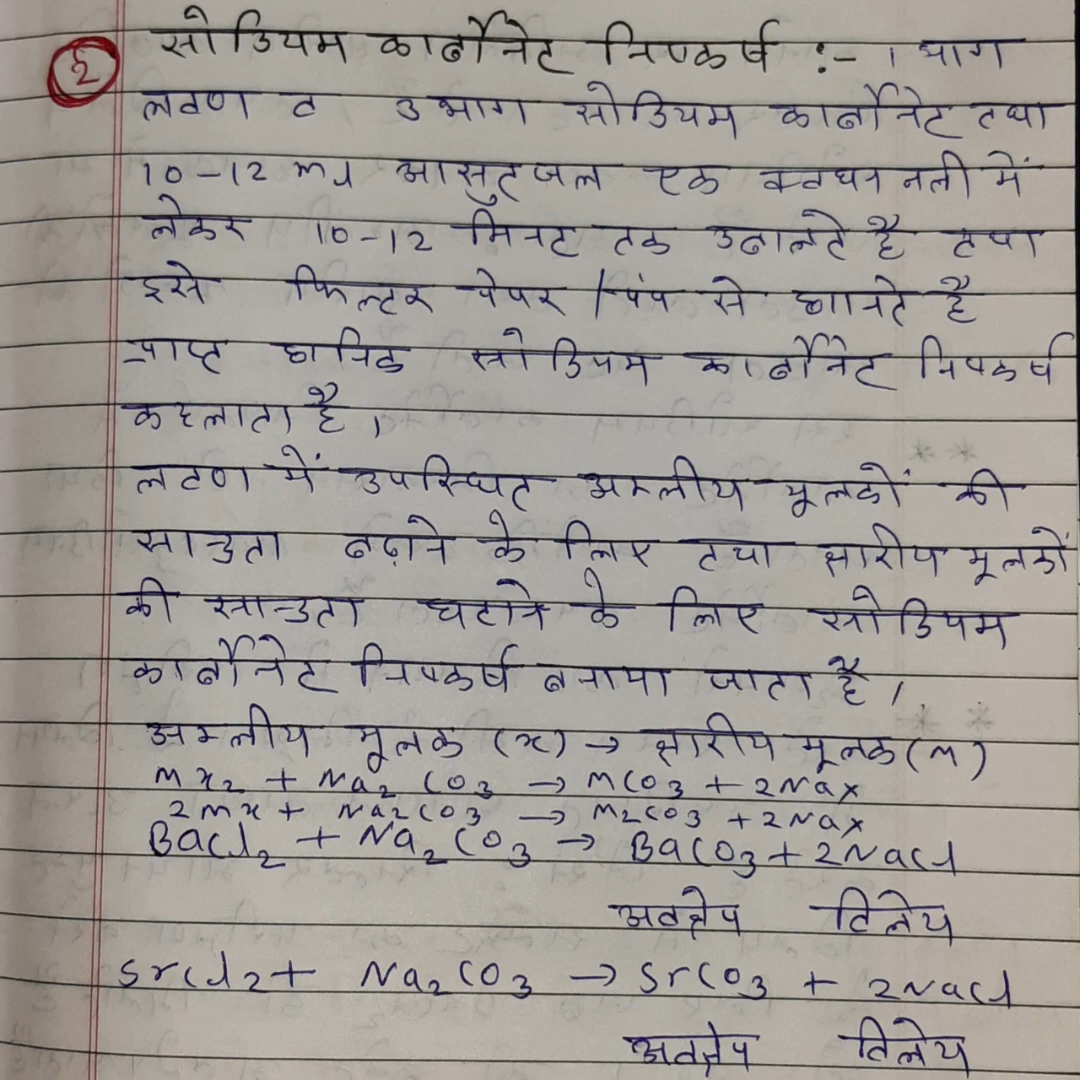 2 सोडियम कार्बोनेट निष्कर्ष :- 1 भाग
लवण व 3 भाग सोडियम कार्बोनेट तथा
10-12 ml आसुत जल एक क्वथन नली में
लेकर 10-12 मिनट तक उबालते है तथा
इसे फिल्टर पेपर / पंप से छानते है
प्राप्त छानिक सोडियम कार्बोनेट निष्कर्ष
कहलाता है।
लवण में उपस्थित अम्लीय मूलकों की
सान्द्रता बढ़ाने के लिए तथा क्षारीय मूलकों
की सान्द्रता घटाने के लिए सोडियम
कार्बोनेट निष्कर्ष बनाया जाता है।
अम्लीय मूलक (x) → क्षारीय मूलक (m)
mx2 + Na2CO3 → mCO3 + 2Nax
2mx + Na2CO3 → M2CO3 + 2Nax
BaCl2 + Na2CO3 → BaCO3 + 2NaCl
अवक्षेप विलेय
SrCl2 + Na2CO3 → SrCO3 + 2NaCl
अवक्षेप विलेय